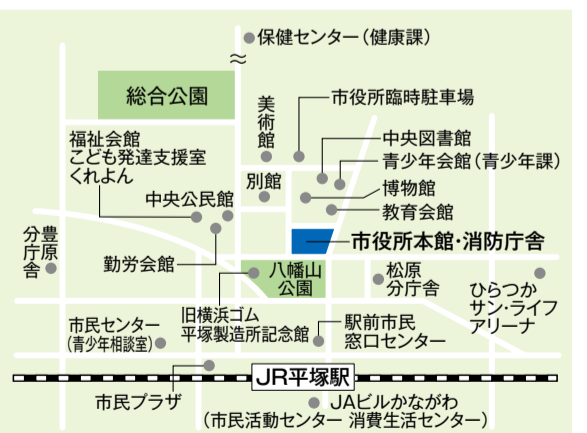 保健センター（健康課）
総合公園
美術館
市役所臨時駐車場
福祉会館
こども発達支援室
くれよん
中央図書館
青少年会館（青少年課）
別館
博物館
中央公民館
教育会館
豊原
分庁舎
勤労会館
市役所本館・消防庁舎
八幡山
公園
松原
分庁舎
ひらつか
サン・ライフ
アリーナ
旧横浜ゴム
平塚製造所記念館
市民センター
（青少年相談室）
駅前市民
窓口センター
JR平塚駅
市民プラザ
JAビルかながわ
（市民活動センター 消費生活センター）